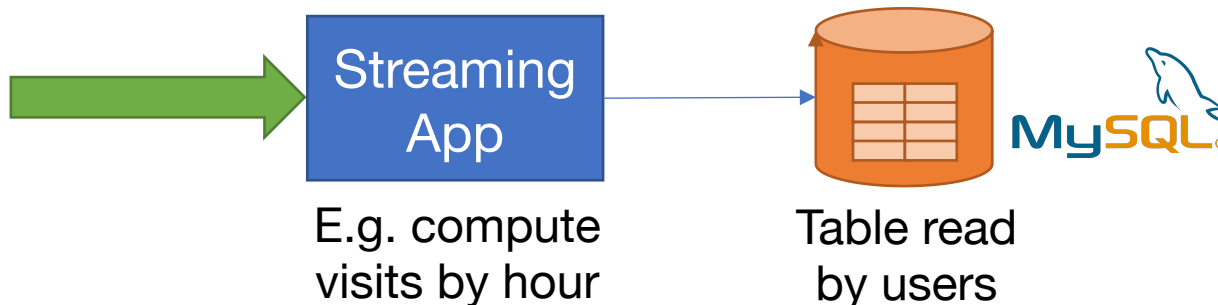 Streaming
App
MySQL
E.g. compute
visits by hour
Table read
by users